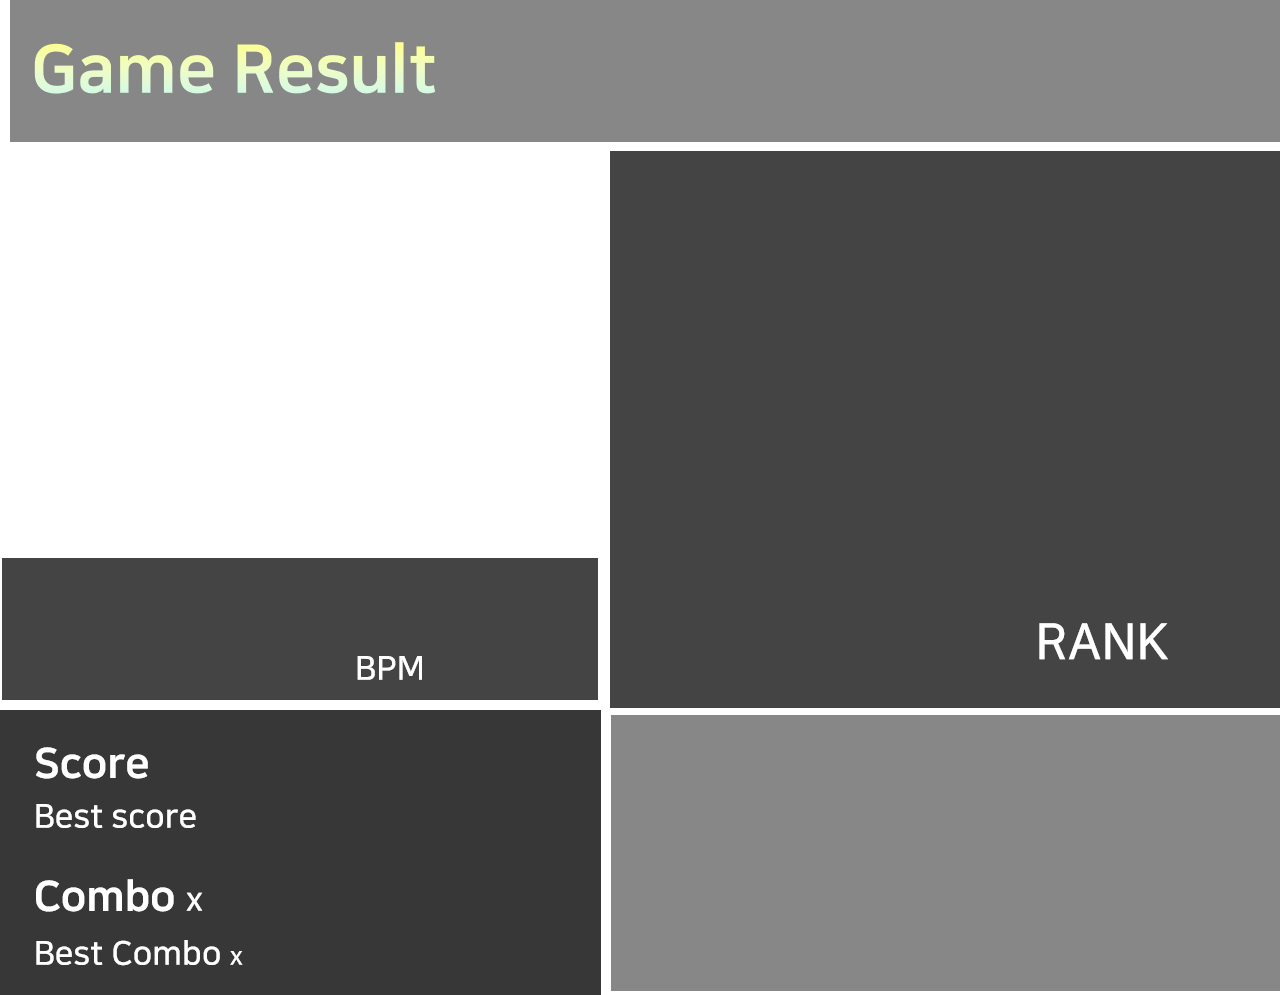 Game Result
RANK
BPM
Score
Best score
Combo x
Best Combo x